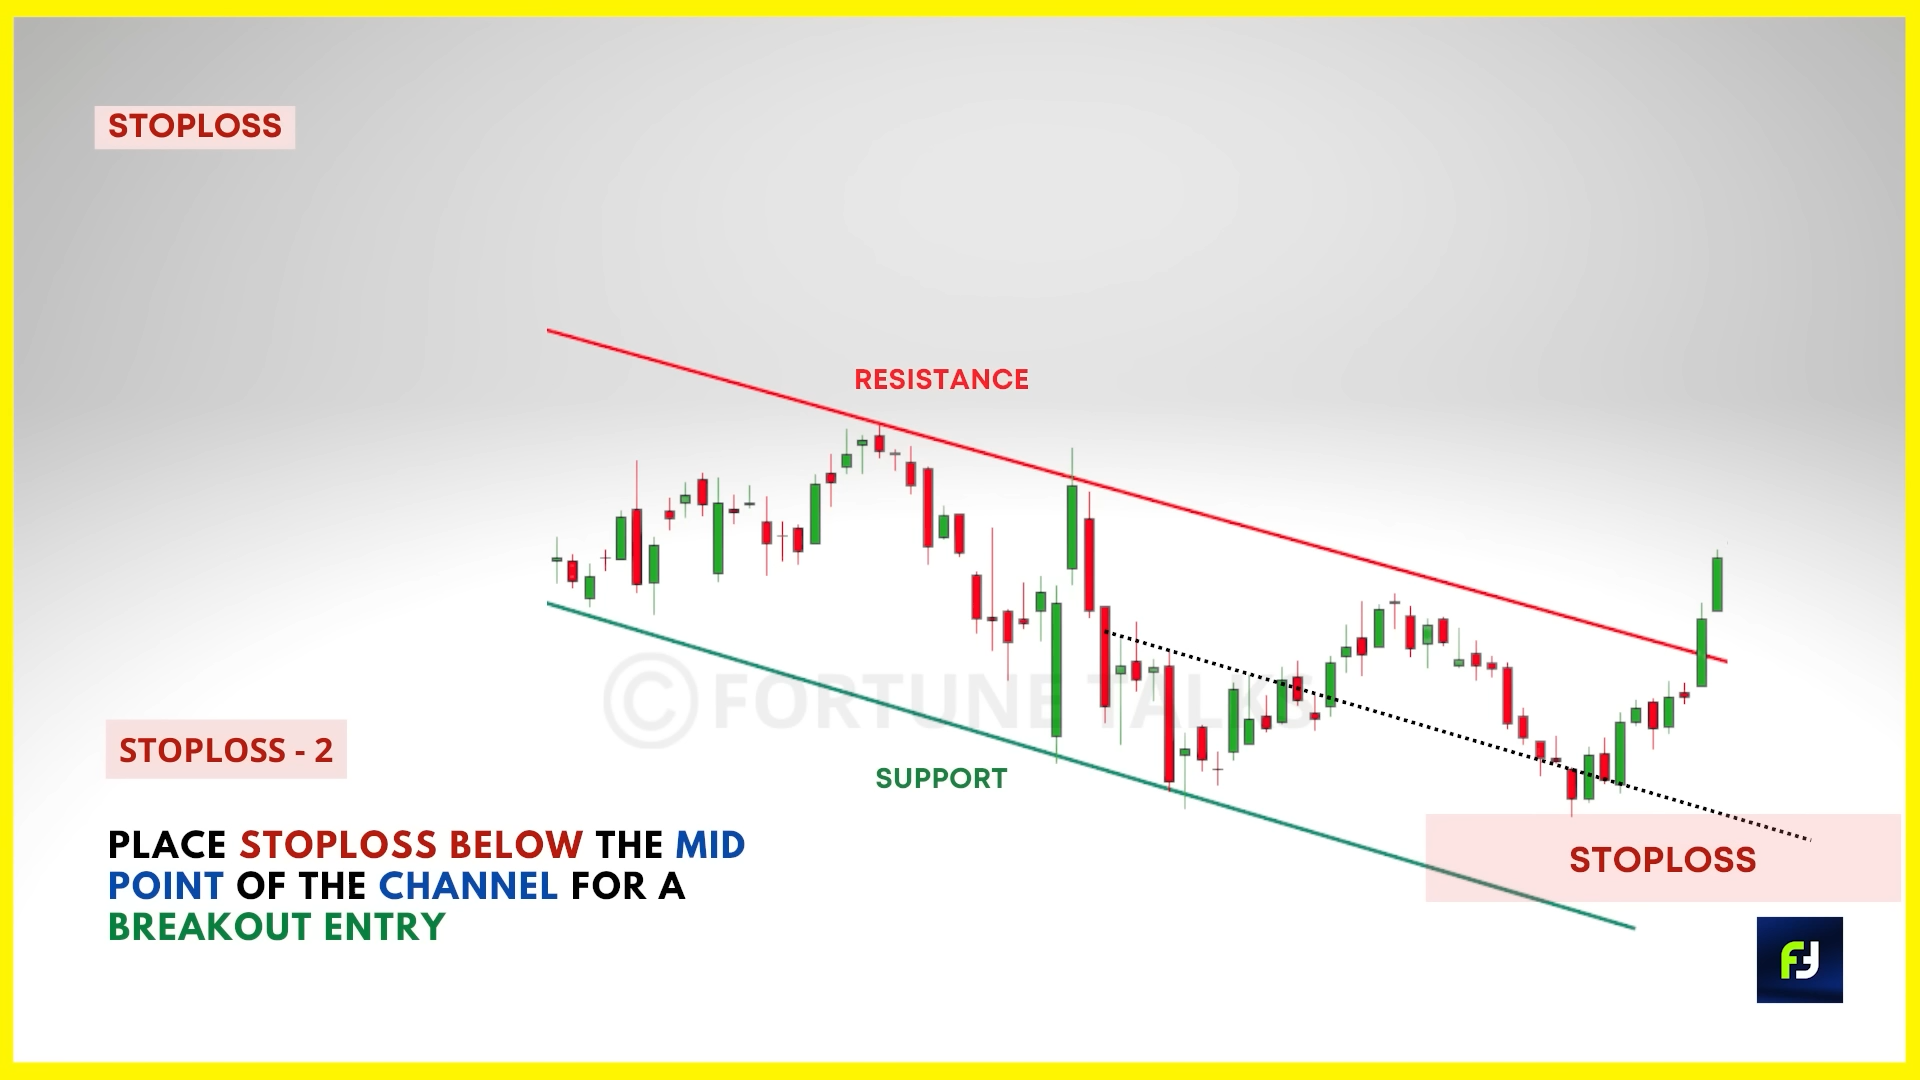 STOPLOSS
RESISTANCE
© FORTUNE TALKS
SUPPORT
STOPLOSS - 2
PLACE STOPLOSS BELOW THE MID
POINT OF THE CHANNEL FOR A
BREAKOUT ENTRY
STOPLOSS